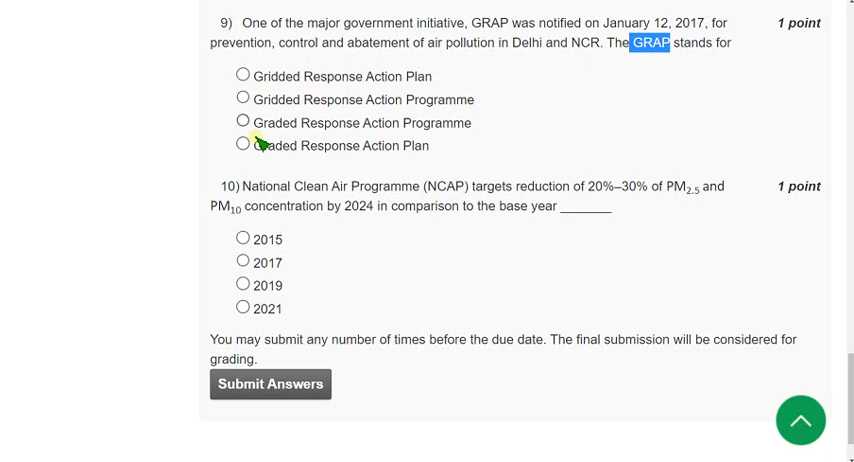 9) One of the major government initiative, GRAP was notified on January 12, 2017, for 1 point
prevention, control and abatement of air pollution in Delhi and NCR. The GRAP stands for
Gridded Response Action Plan
Gridded Response Action Programme
Graded Response Action Programme
Graded Response Action Plan
10) National Clean Air Programme (NCAP) targets reduction of 20%–30% of PM2.5 and 1 point
PM10 concentration by 2024 in comparison to the base year _______
2015
2017
2019
2021
You may submit any number of times before the due date. The final submission will be considered for
grading.
Submit Answers